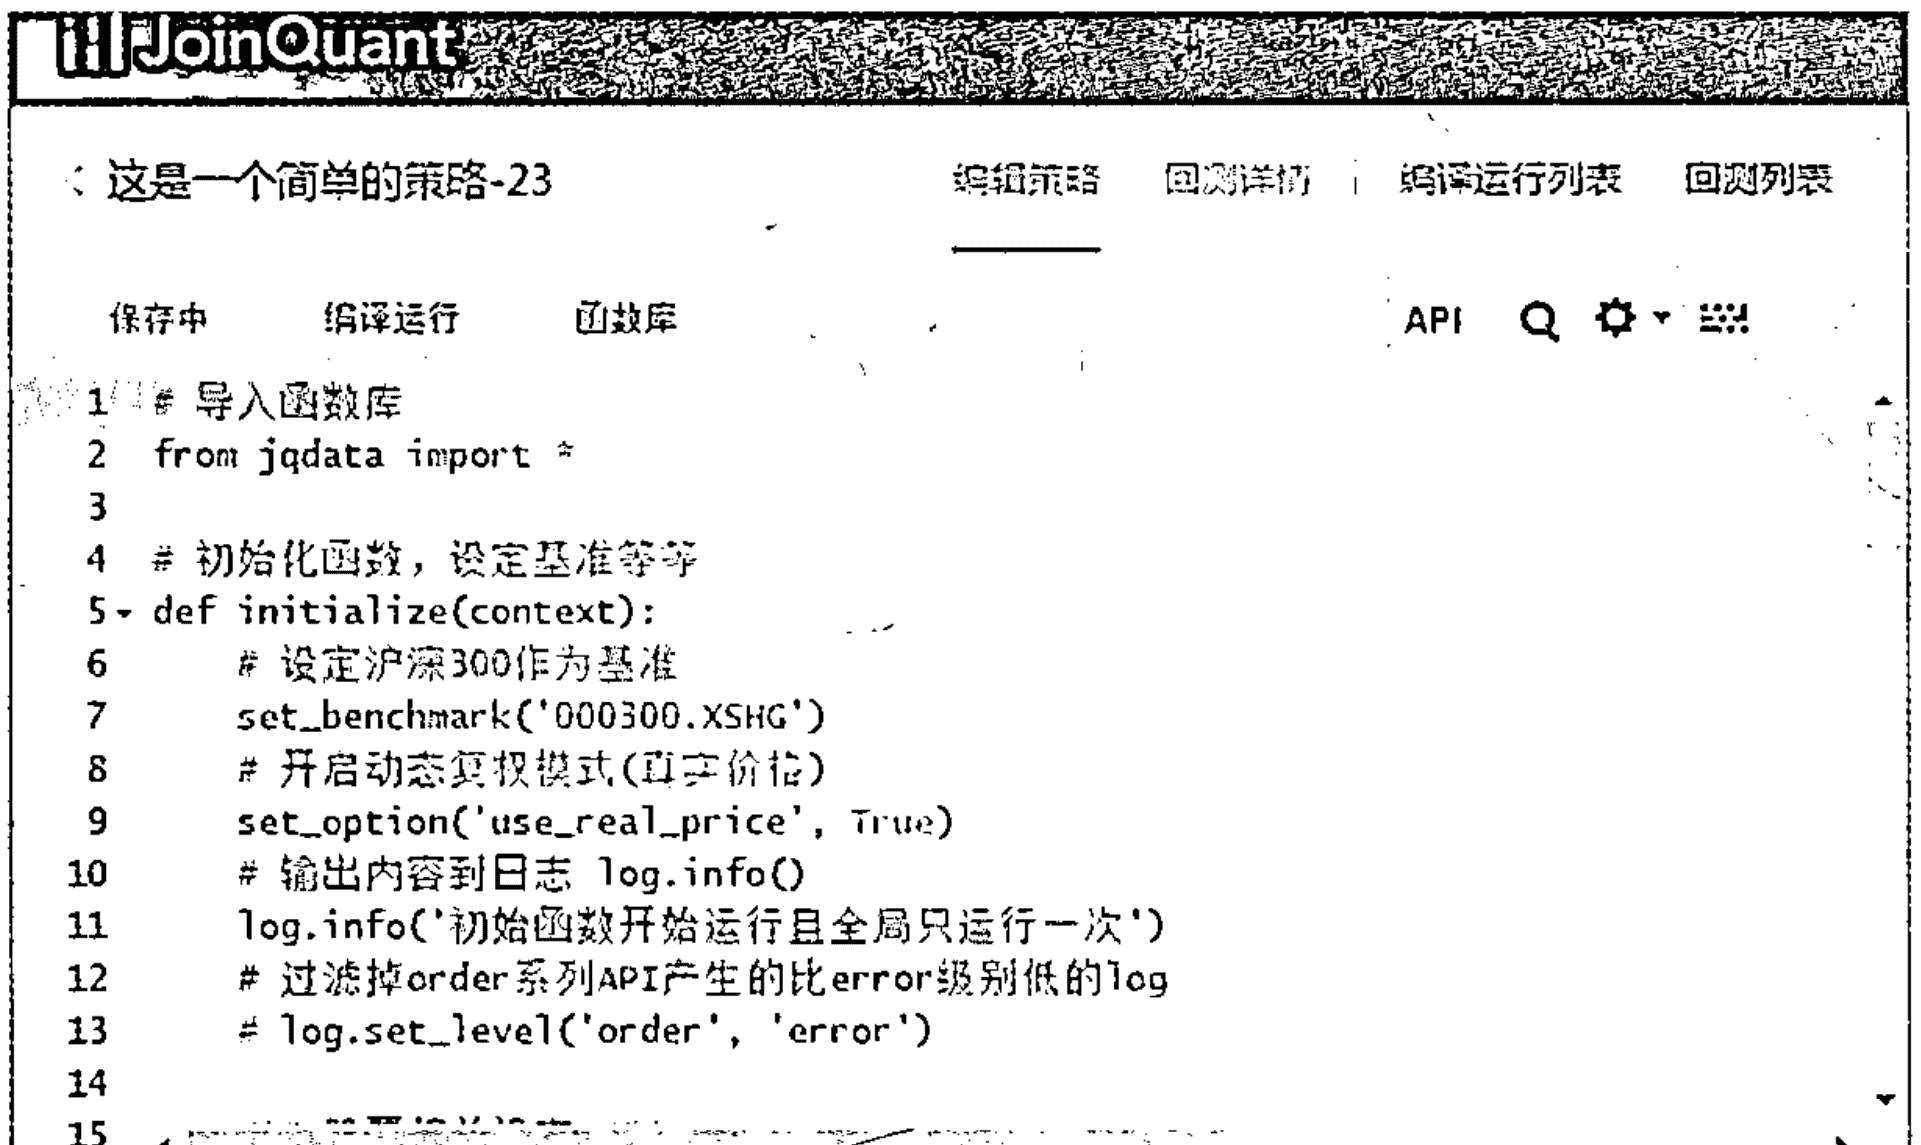 JoinQuant
这是一个简单的策略-23 编辑策略 回测详情 编译运行列表 回测列表
保存中 编译运行 函数库 API
1 # 导入函数库
2 from jqdata import *
3
4 # 初始化函数，设定基准等等
5 def initialize(context):
6 # 设定沪深300作为基准
7 set_benchmark('000300.XSHG')
8 # 开启动态复权模式(真实价格)
9 set_option('use_real_price', True)
10 # 输出内容到日志 log.info()
11 log.info('初始函数开始运行且全局只运行一次')
12 # 过滤掉order系列API产生的比error级别低的log
13 # log.set_level('order', 'error')
14
15